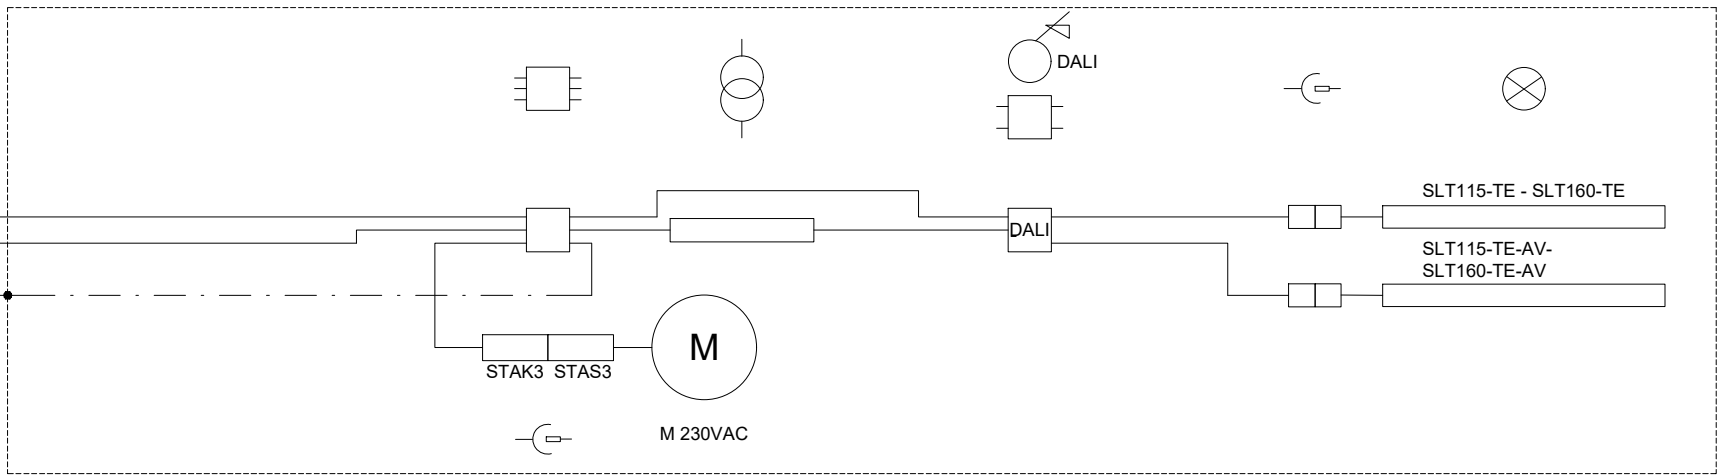 DALI
SLT115-TE - SLT160-TE
DALI
SLT115-TE-AV-
SLT160-TE-AV
M
STAK3 STAS3
M 230VAC